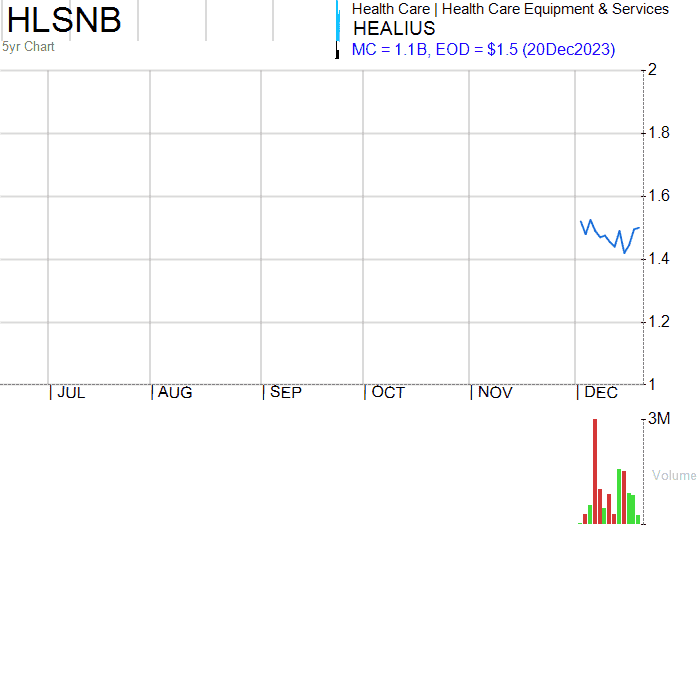 HLSNB
5yr Chart
Health Care | Health Care Equipment & Services
HEALIUS
MC = 1.1B, EOD = $1.5 (20Dec2023)
2
1.8
1.6
1.4
1.2
1
JUL
AUG
SEP
OCT
NOV
DEC
3M
Volume